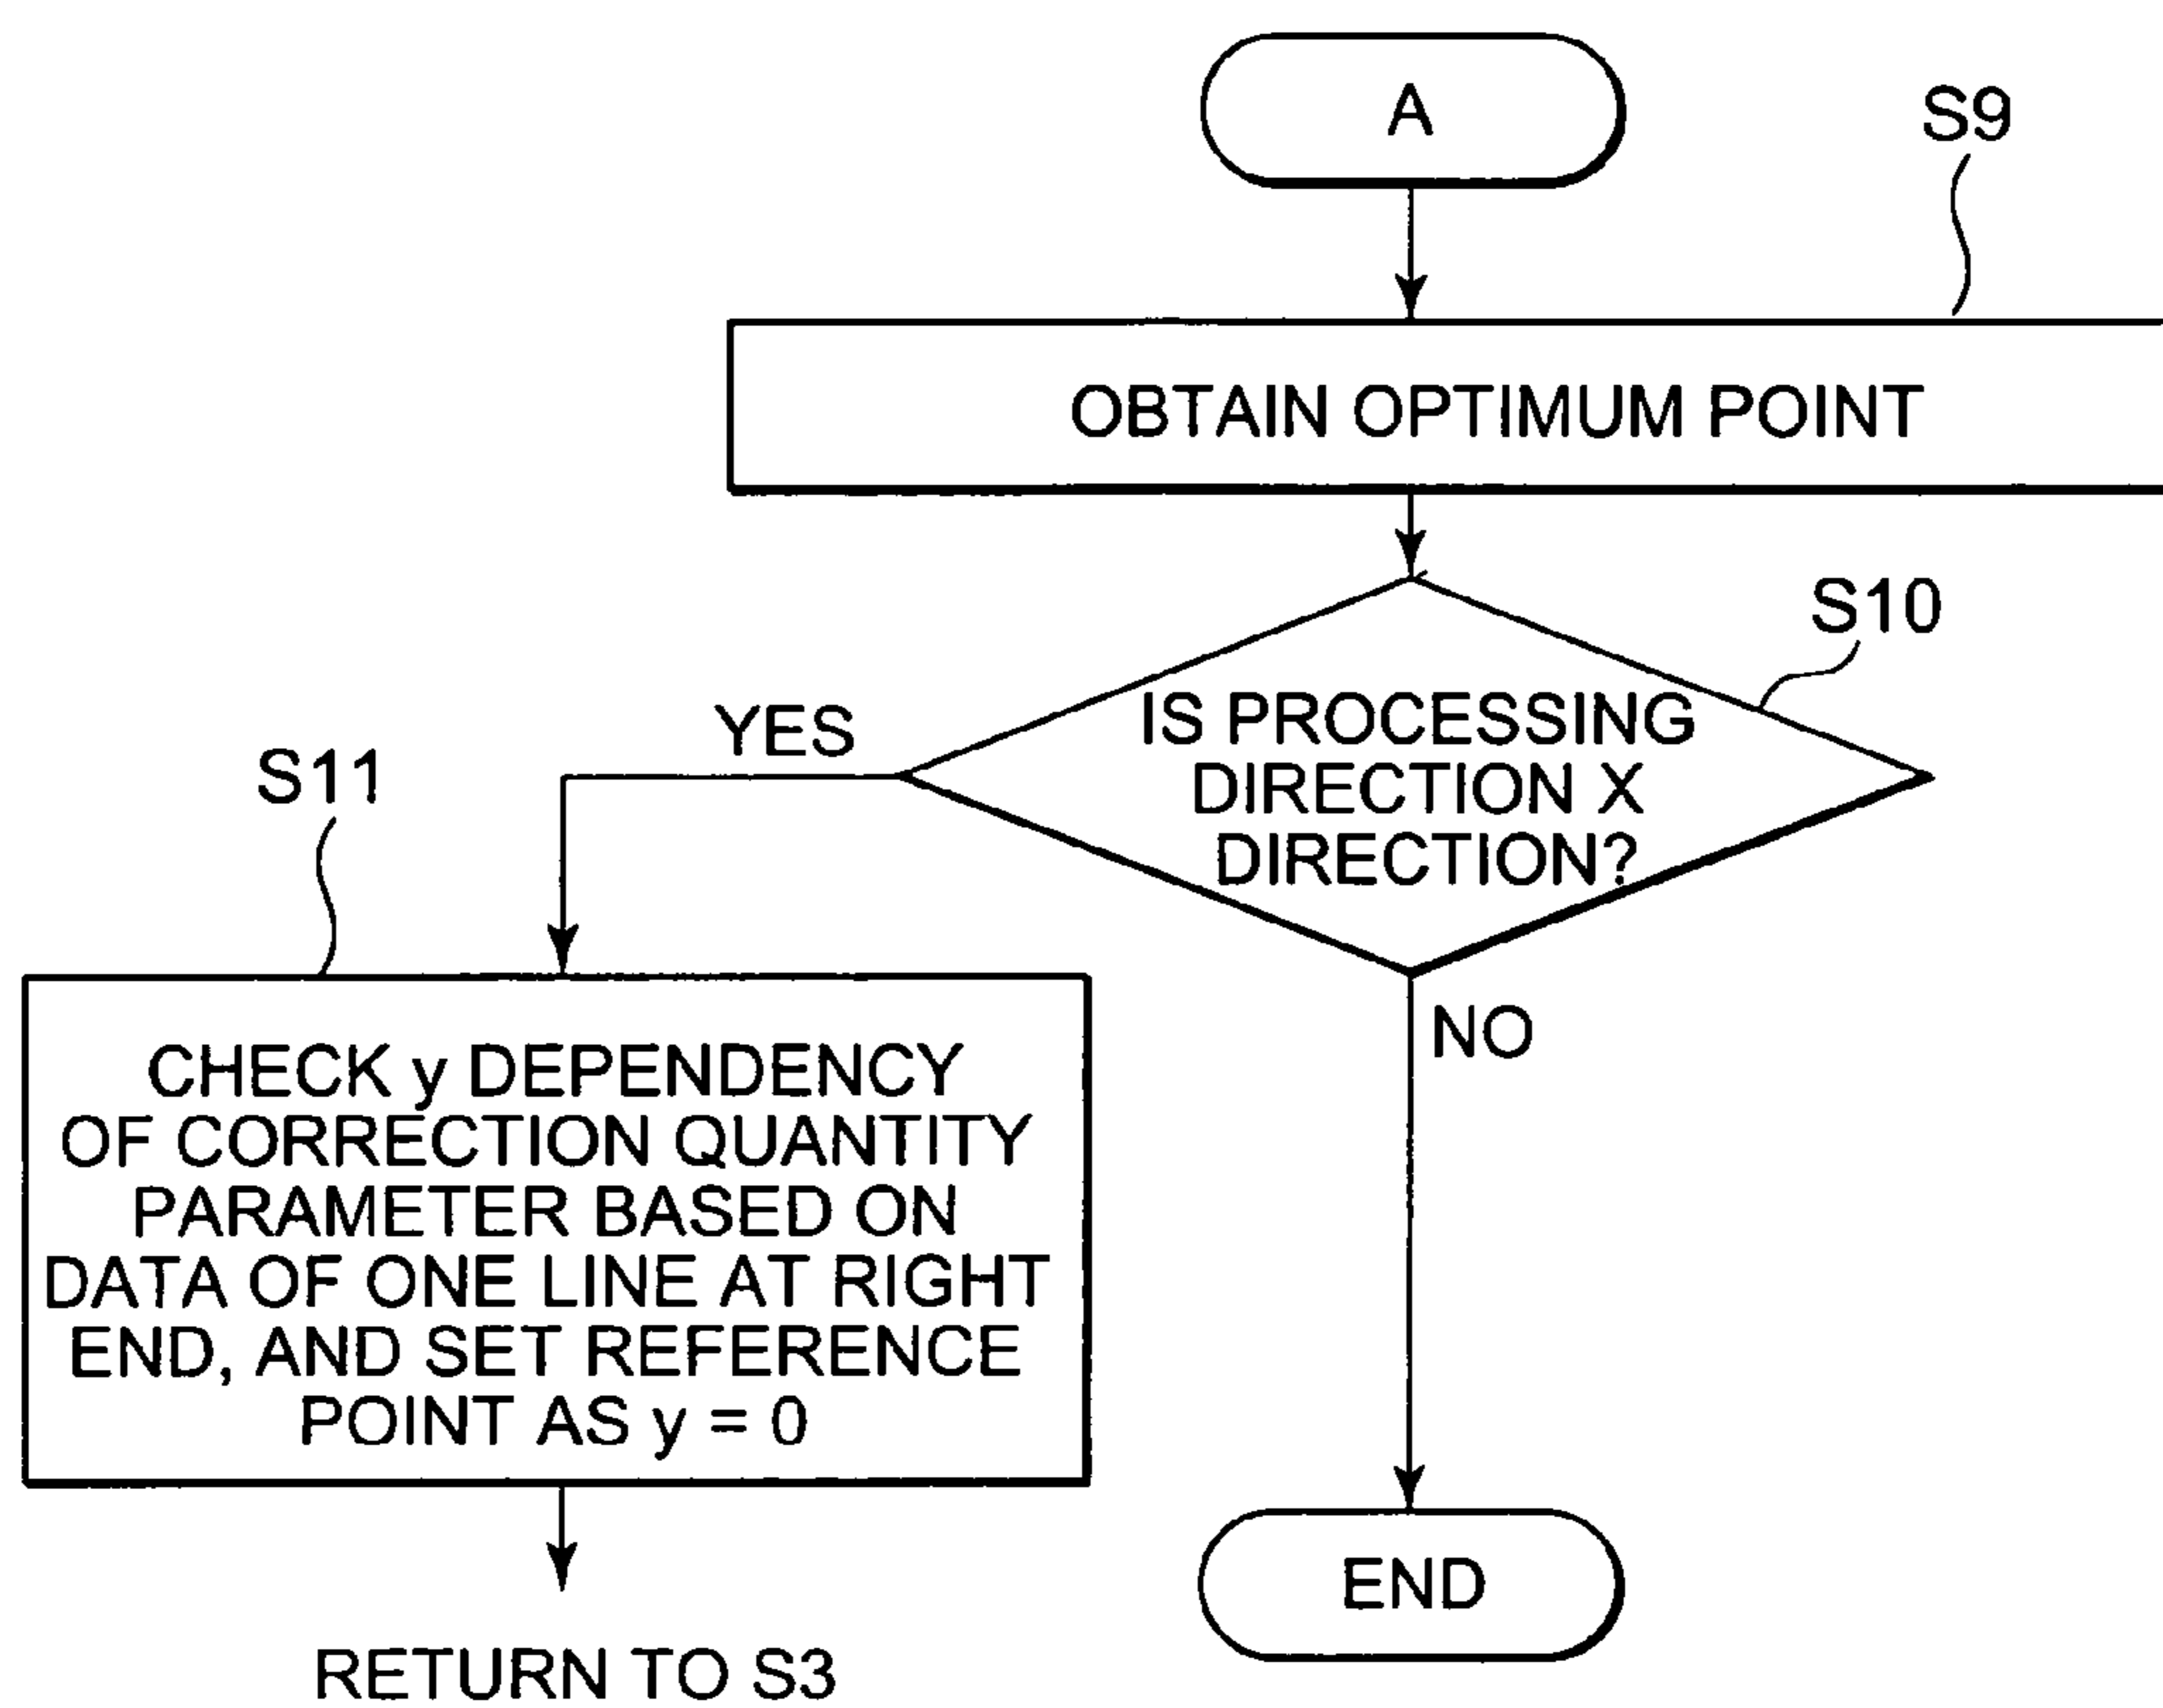 A
S9
OBTAIN OPTIMUM POINT
S10
IS PROCESSING
DIRECTION X
DIRECTION?
YES
S11
NO
CHECK y DEPENDENCY
OF CORRECTION QUANTITY
PARAMETER BASED ON
DATA OF ONE LINE AT RIGHT
END, AND SET REFERENCE
POINT AS y = 0
END
RETURN TO S3